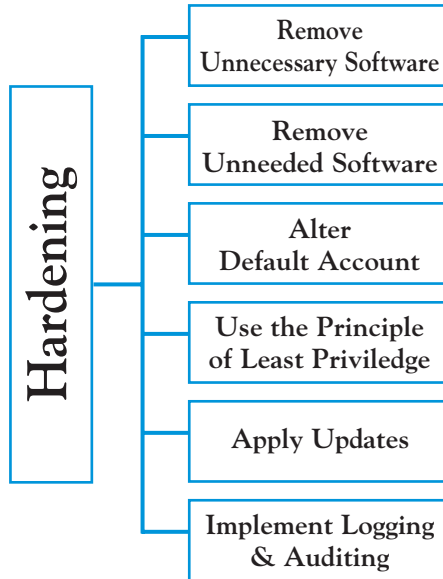 Hardening
Remove
Unnecessary Software
Remove
Unneeded Software
Alter
Default Account
Use the Principle
of Least Priviledge
Apply Updates
Implement Logging
& Auditing